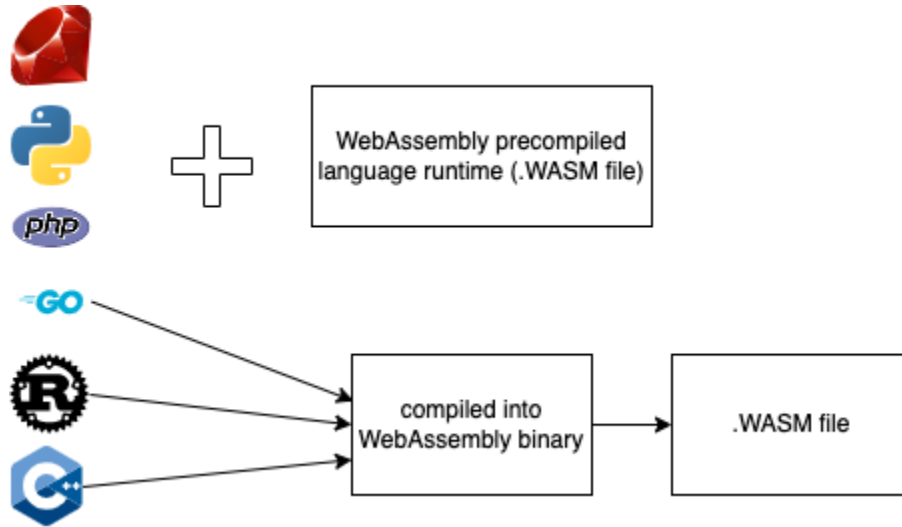 WebAssembly precompiled
language runtime (.WASM file)
php
GO
R
C++
compiled into
WebAssembly binary
.WASM file